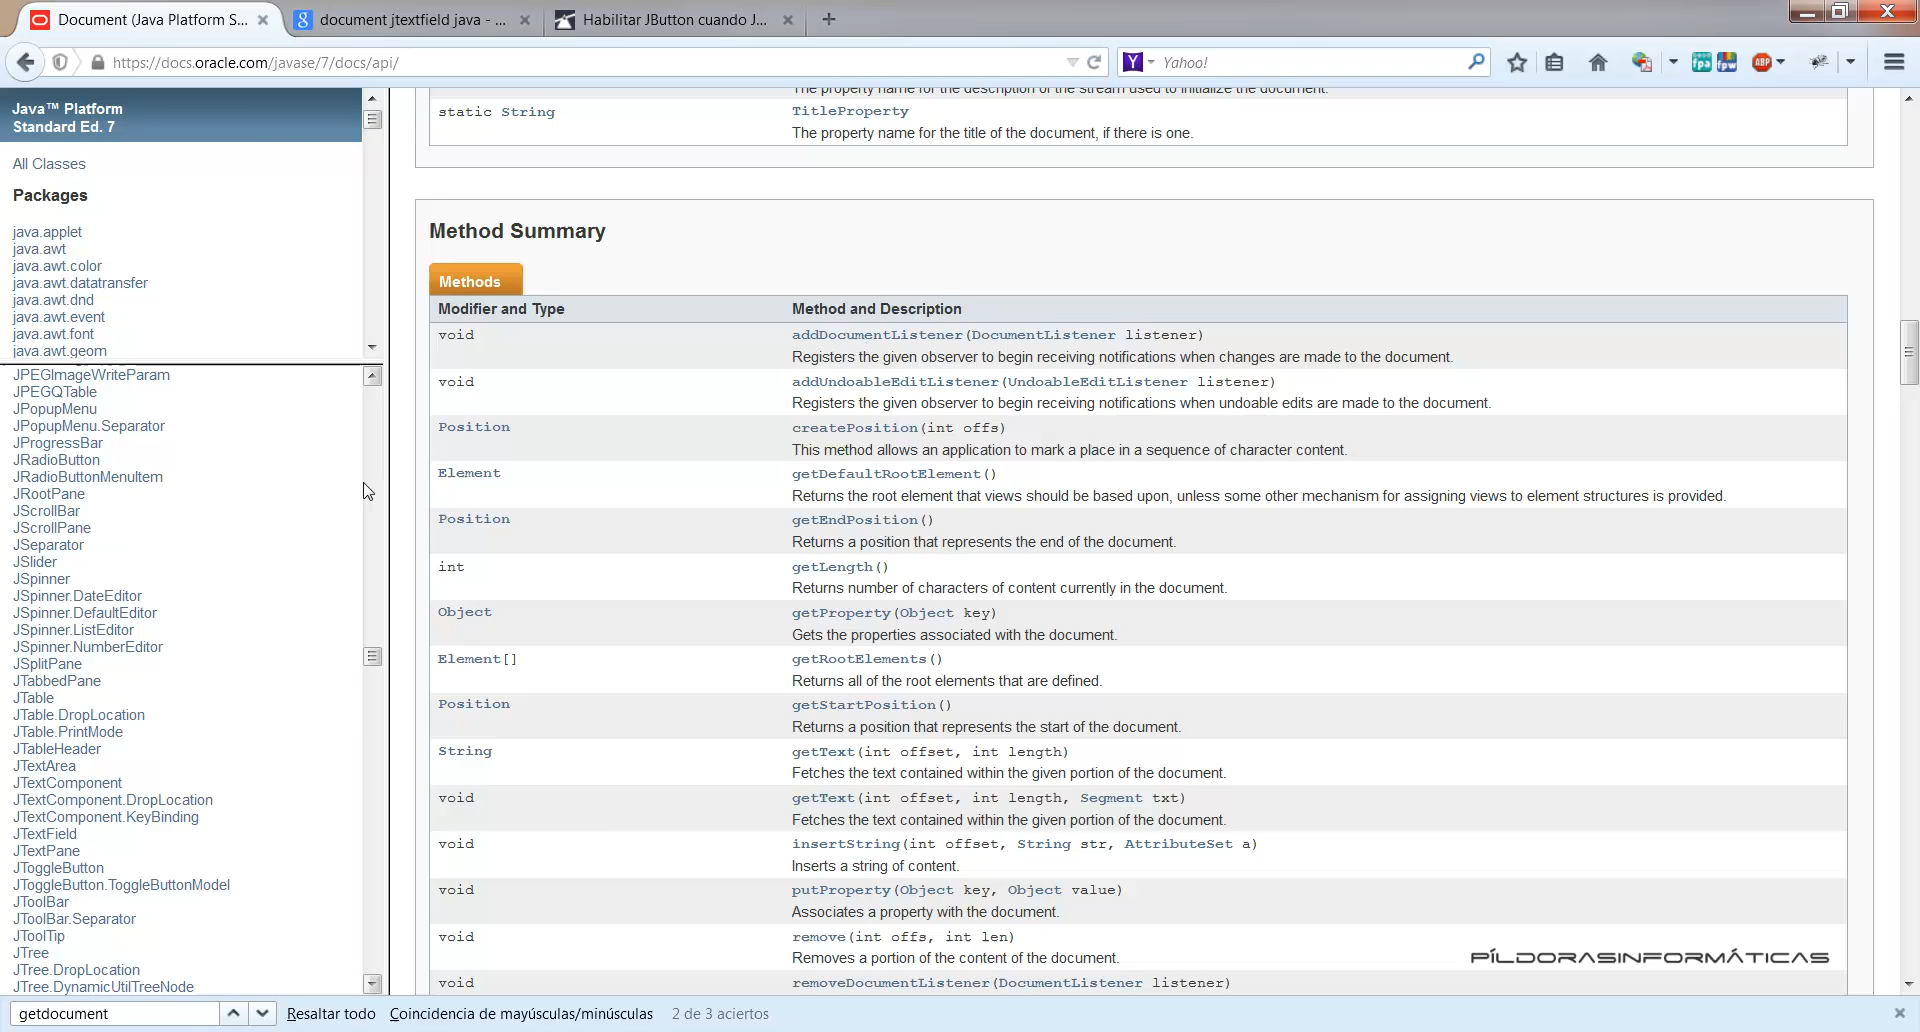 Document (Java Platform S...
document jtextfield java - ...
Habilitar JButton cuando J...
https://docs.oracle.com/javase/7/docs/api/
Yahoo!
Java™ Platform
Standard Ed. 7
All Classes
Packages
java.applet
java.awt
java.awt.color
java.awt.datatransfer
java.awt.dnd
java.awt.event
java.awt.font
java.awt.geom
JPEGImageWriteParam
JPEGQTable
JPopupMenu
JPopupMenu.Separator
JProgressBar
JRadioButton
JRadioButtonMenuItem
JRootPane
JScrollBar
JScrollPane
JSeparator
JSlider
JSpinner
JSpinner.DateEditor
JSpinner.DefaultEditor
JSpinner.ListEditor
JSpinner.NumberEditor
JSplitPane
JTabbedPane
JTable
JTable.DropLocation
JTable.PrintMode
JTableHeader
JTextArea
JTextComponent
JTextComponent.DropLocation
JTextComponent.KeyBinding
JTextField
JTextPane
JToggleButton
JToggleButton.ToggleButtonModel
JToolBar
JToolBar.Separator
JToolTip
JTree
JTree.DropLocation
JTree.DynamicUtilTreeNode
The property name for the description of the stream used to initialize the document.
static String TitleProperty
The property name for the title of the document, if there is one.
Method Summary
Methods
Modifier and Type Method and Description
void addDocumentListener(DocumentListener listener)
Registers the given observer to begin receiving notifications when changes are made to the document.
void addUndoableEditListener(UndoableEditListener listener)
Registers the given observer to begin receiving notifications when undoable edits are made to the document.
Position createPosition(int offs)
This method allows an application to mark a place in a sequence of character content.
Element getDefaultRootElement()
Returns the root element that views should be based upon, unless some other mechanism for assigning views to element structures is provided.
Position getEndPosition()
Returns a position that represents the end of the document.
int getLength()
Returns number of characters of content currently in the document.
Object getProperty(Object key)
Gets the properties associated with the document.
Element[] getRootElements()
Returns all of the root elements that are defined.
Position getStartPosition()
Returns a position that represents the start of the document.
String getText(int offset, int length)
Fetches the text contained within the given portion of the document.
void getText(int offset, int length, Segment txt)
Fetches the text contained within the given portion of the document.
void insertString(int offset, String str, AttributeSet a)
Inserts a string of content.
void putProperty(Object key, Object value)
Associates a property with the document.
void remove(int offs, int len)
Removes a portion of the content of the document.
void removeDocumentListener(DocumentListener listener)
PÍLDORASINFORMÁTICAS
getdocument Resaltar todo Coincidencia de mayúsculas/minúsculas 2 de 3 aciertos